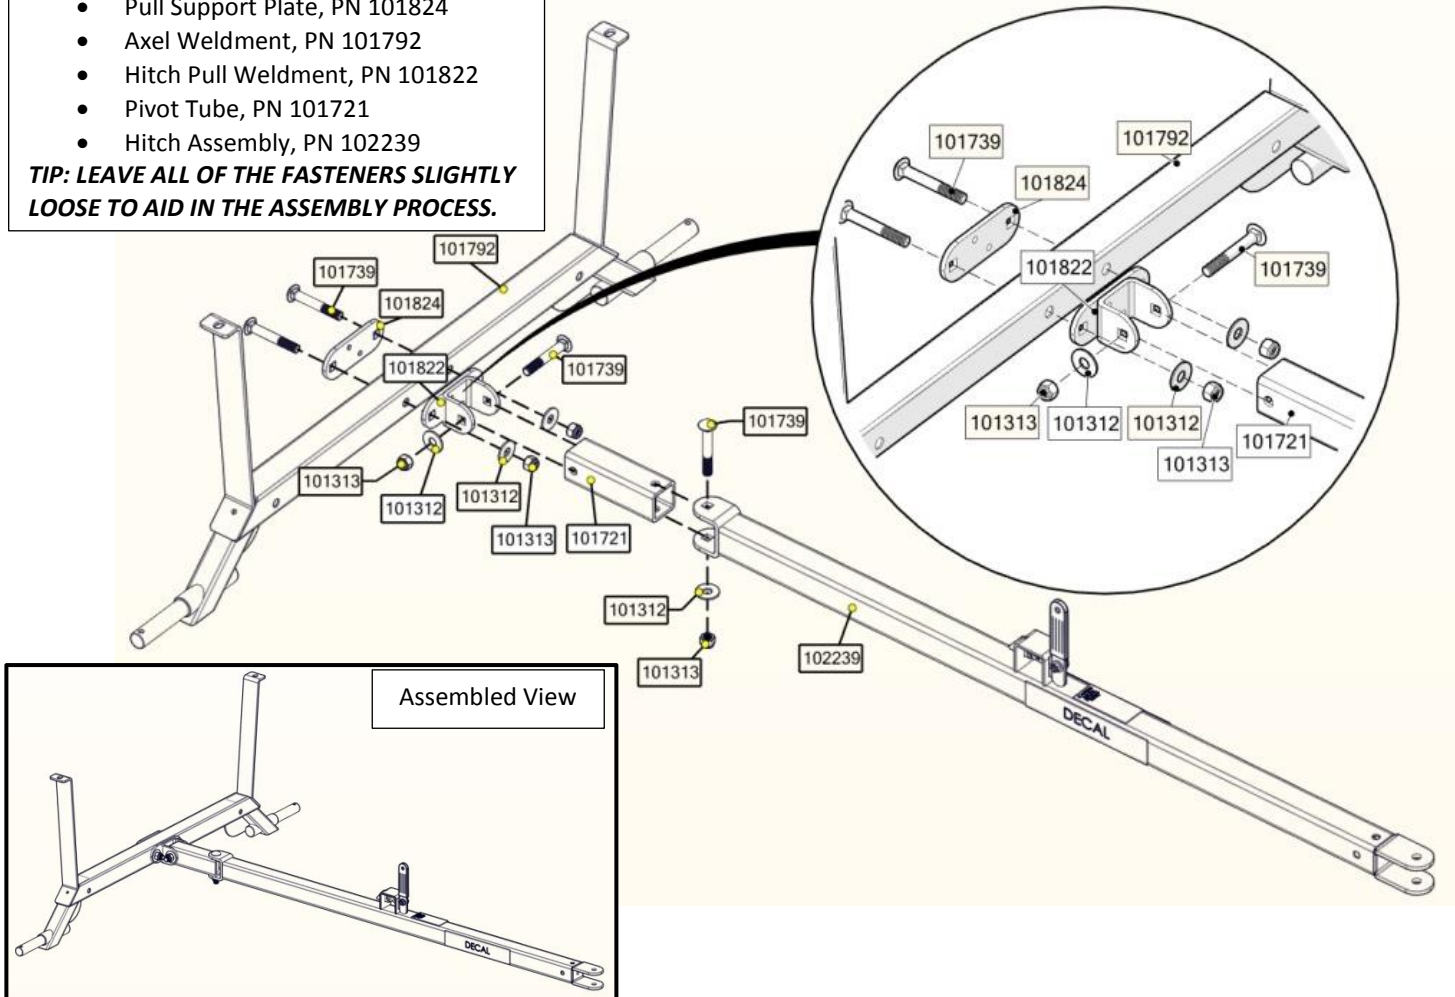 • Pull Support Plate, PN 101824
• Axel Weldment, PN 101792
• Hitch Pull Weldment, PN 101822
• Pivot Tube, PN 101721
• Hitch Assembly, PN 102239
TIP: LEAVE ALL OF THE FASTENERS SLIGHTLY
LOOSE TO AID IN THE ASSEMBLY PROCESS.
101792
101739
101824
101822
101739
101739
101313
101312
101312
101313
101721
101312
101313
102239
DECAL
101739
101792
101824
101822
101739
101313
101312
101312
101313
101721
Assembled View
DECAL